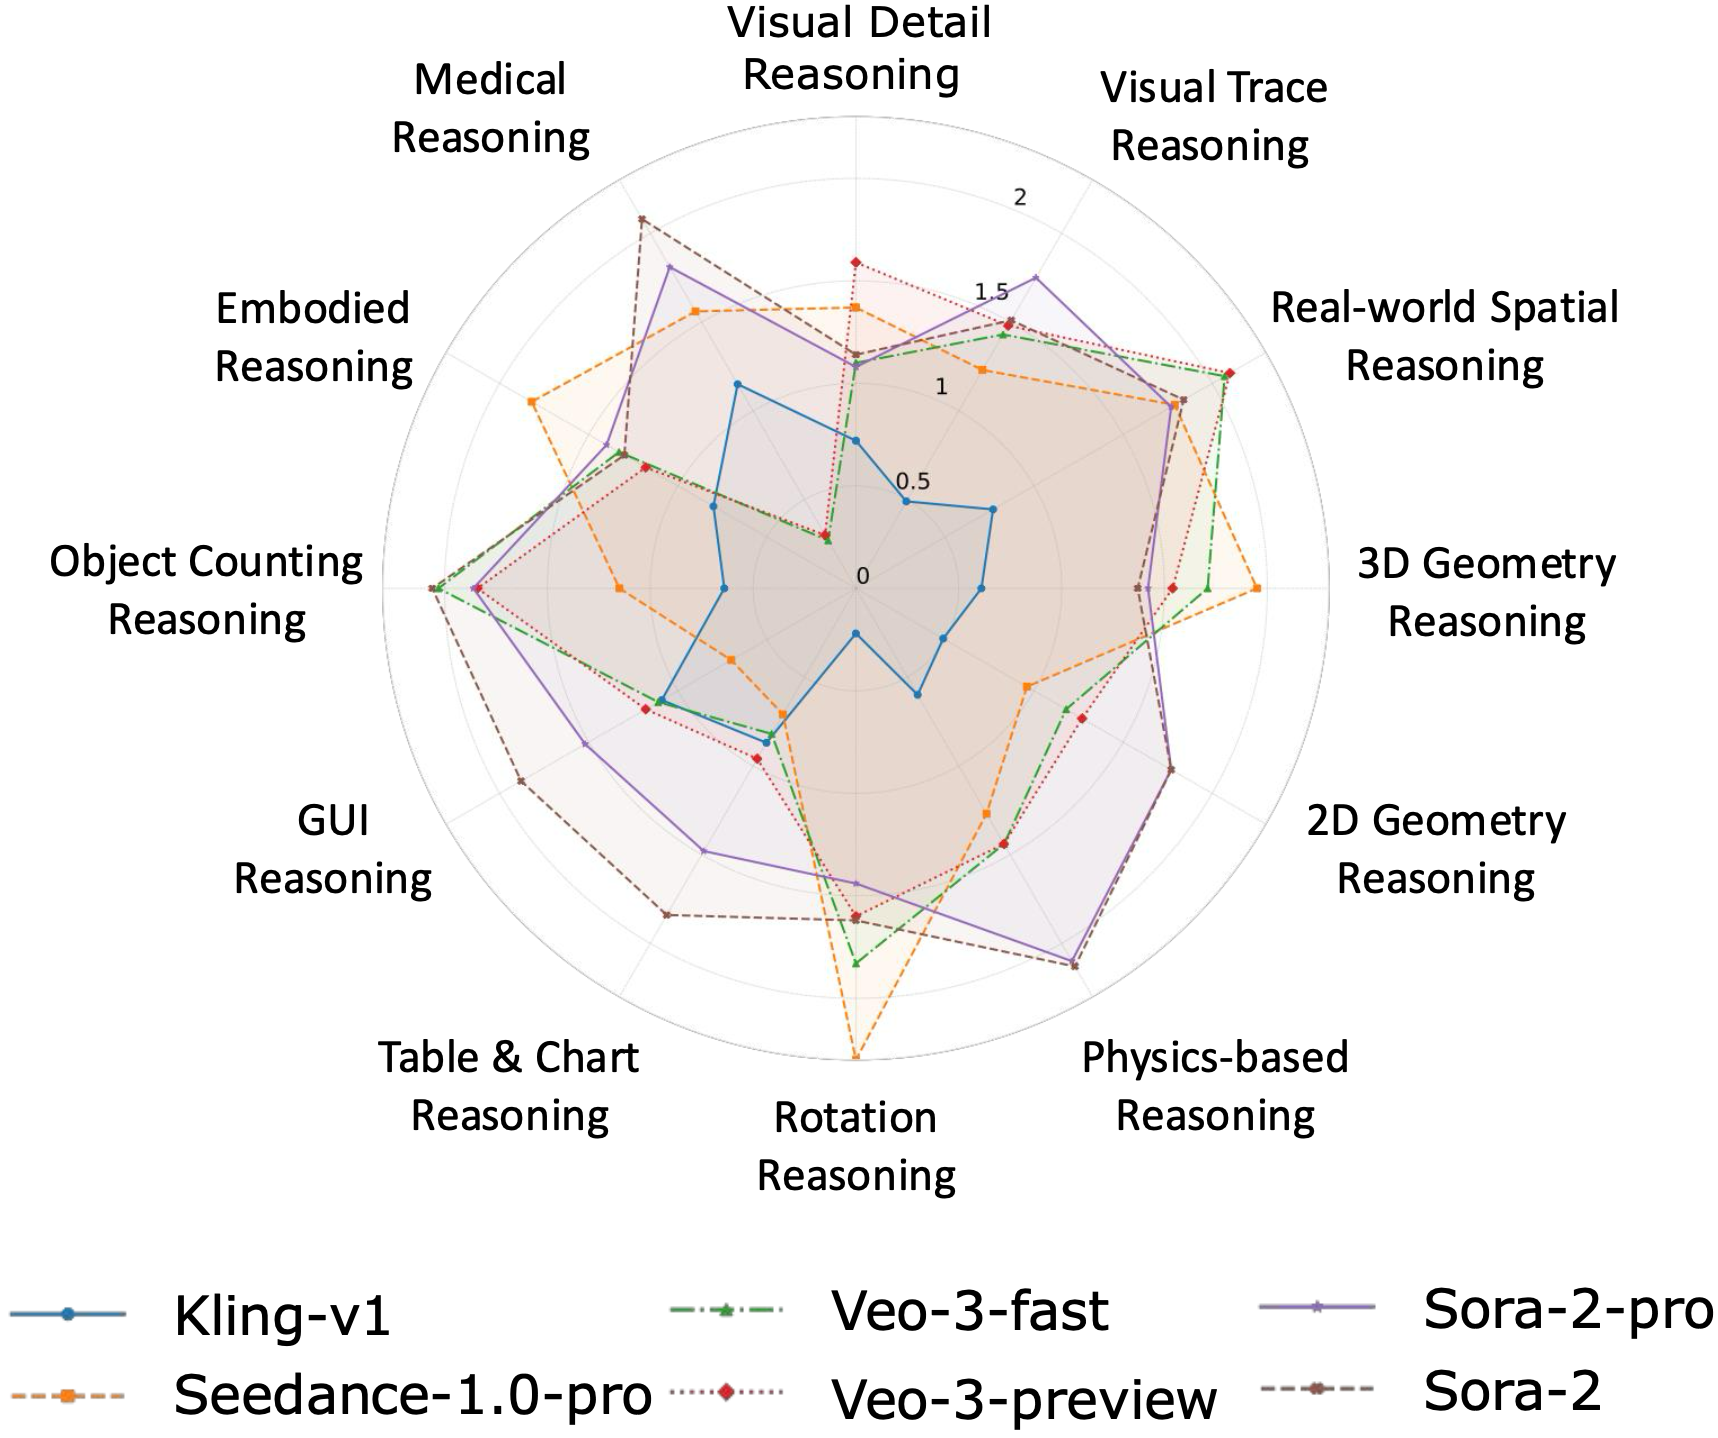 Visual Detail
Reasoning
Visual Trace
Reasoning
Medical
Reasoning
Real-world Spatial
Reasoning
Embodied
Reasoning
2
1.5
1
0.5
0
3D Geometry
Reasoning
Object Counting
Reasoning
2D Geometry
Reasoning
GUI
Reasoning
Physics-based
Reasoning
Table & Chart
Reasoning
Rotation
Reasoning
Kling-v1
Veo-3-fast
Sora-2-pro
Seedance-1.0-pro
Veo-3-preview
Sora-2